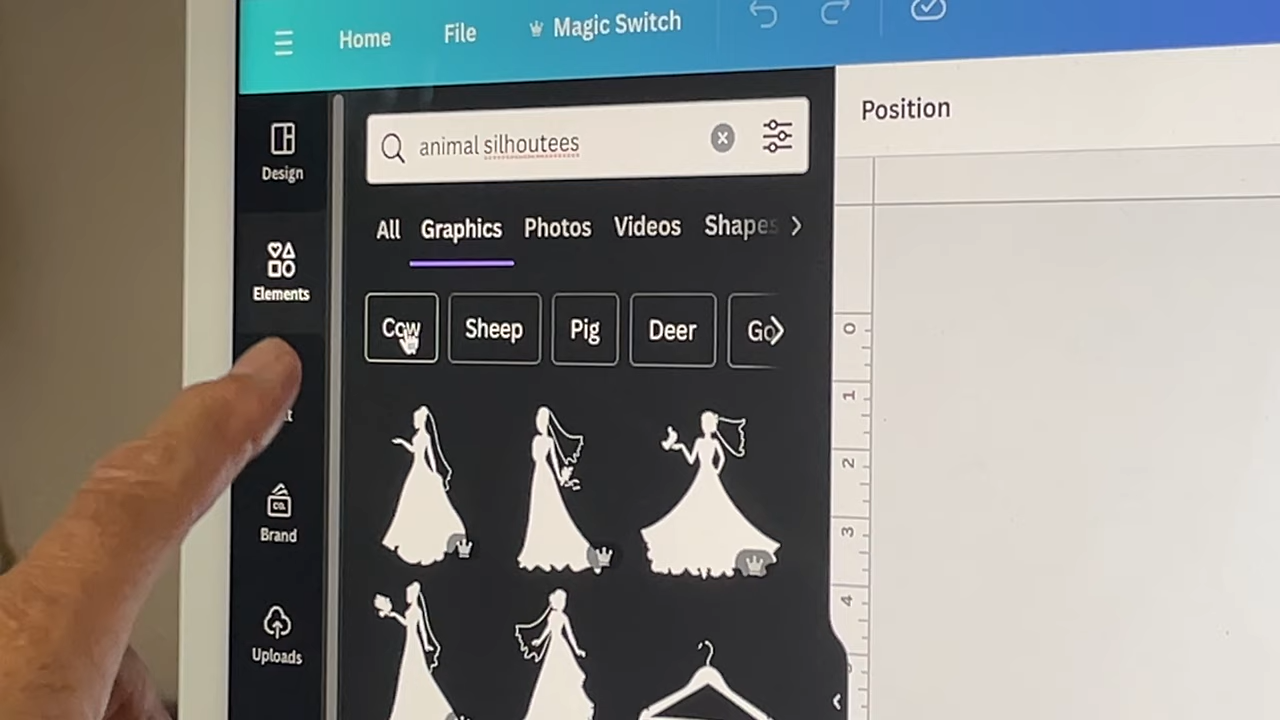 Home File Magic Switch
Position
animal silhoutees
Design
All Graphics Photos Videos Shapes
Elements
Cow Sheep Pig Deer
0
1
2
3
4
CO.
Brand
Uploads